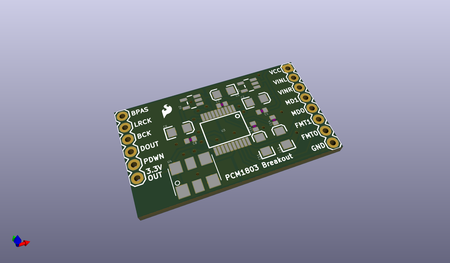 BPAS
LRCK
BCK
DOUT
PDWN
3.3V
OUT
VCC
VINL
VINR
MD1
MD0
FMT1
FMT0
GND
PCM1803 Breakout